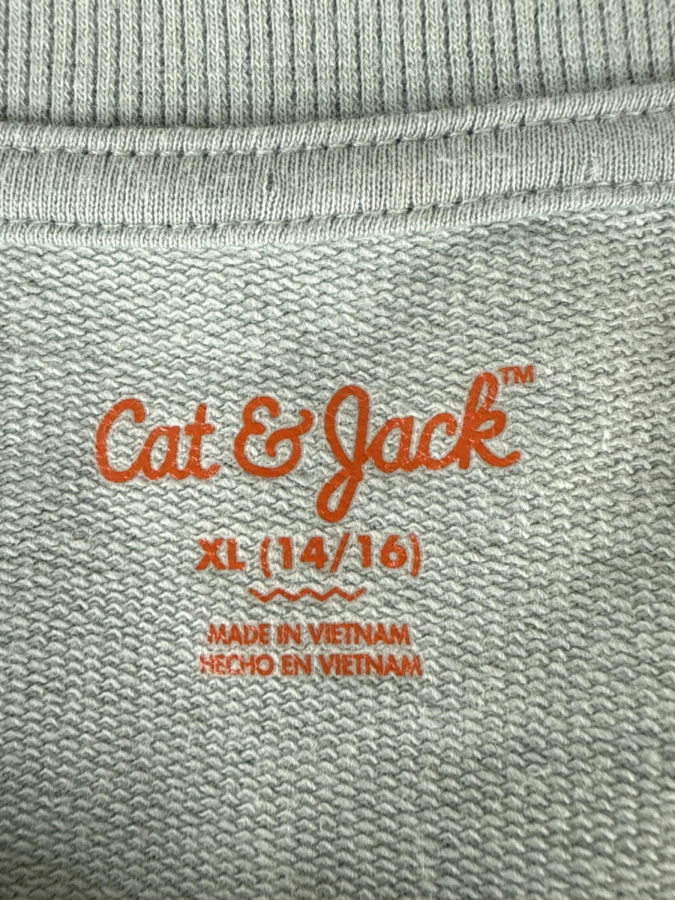 Cat & Jack™
XL (14/16)
MADE IN VIETNAM
HECHO EN VIETNAM